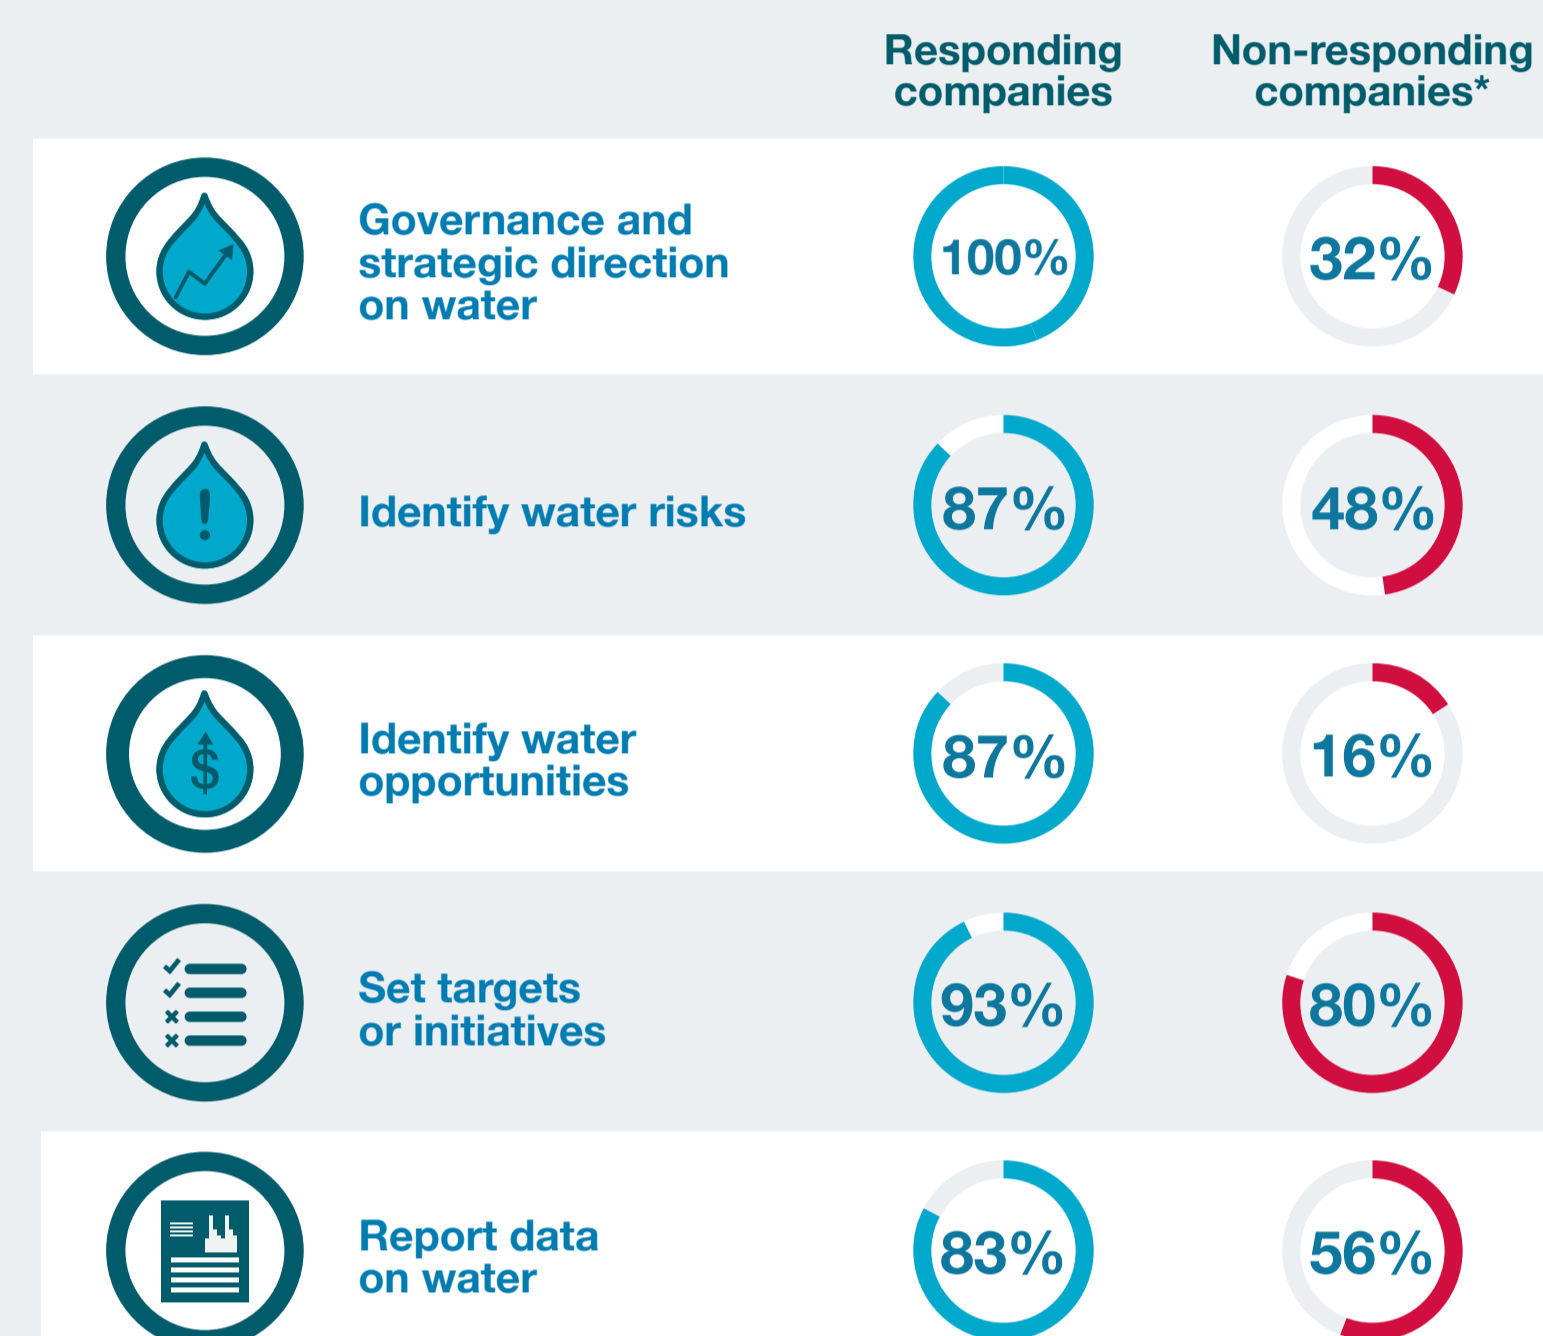 Responding
companies
Non-responding
companies*
Governance and
strategic direction
on water
100%
32%
!
Identify water risks
87%
48%
$
Identify water
opportunities
87%
16%
Set targets
or initiatives
93%
80%
Report data
on water
83%
56%